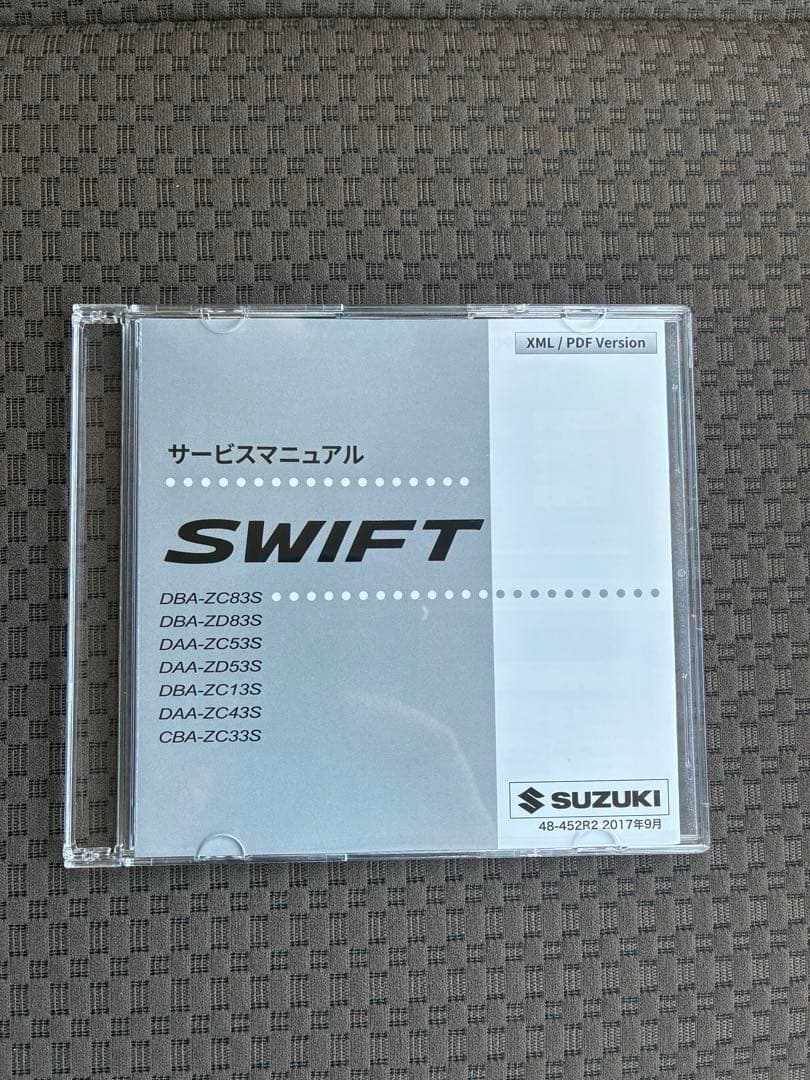 XML / PDF Version
サービスマニュアル
SWIFT
DBA-ZC83S
DBA-ZD83S
DAA-ZC53S
DAA-ZD53S
DBA-ZC13S
DAA-ZC43S
CBA-ZC33S
SUZUKI
48-452R2 2017年9月